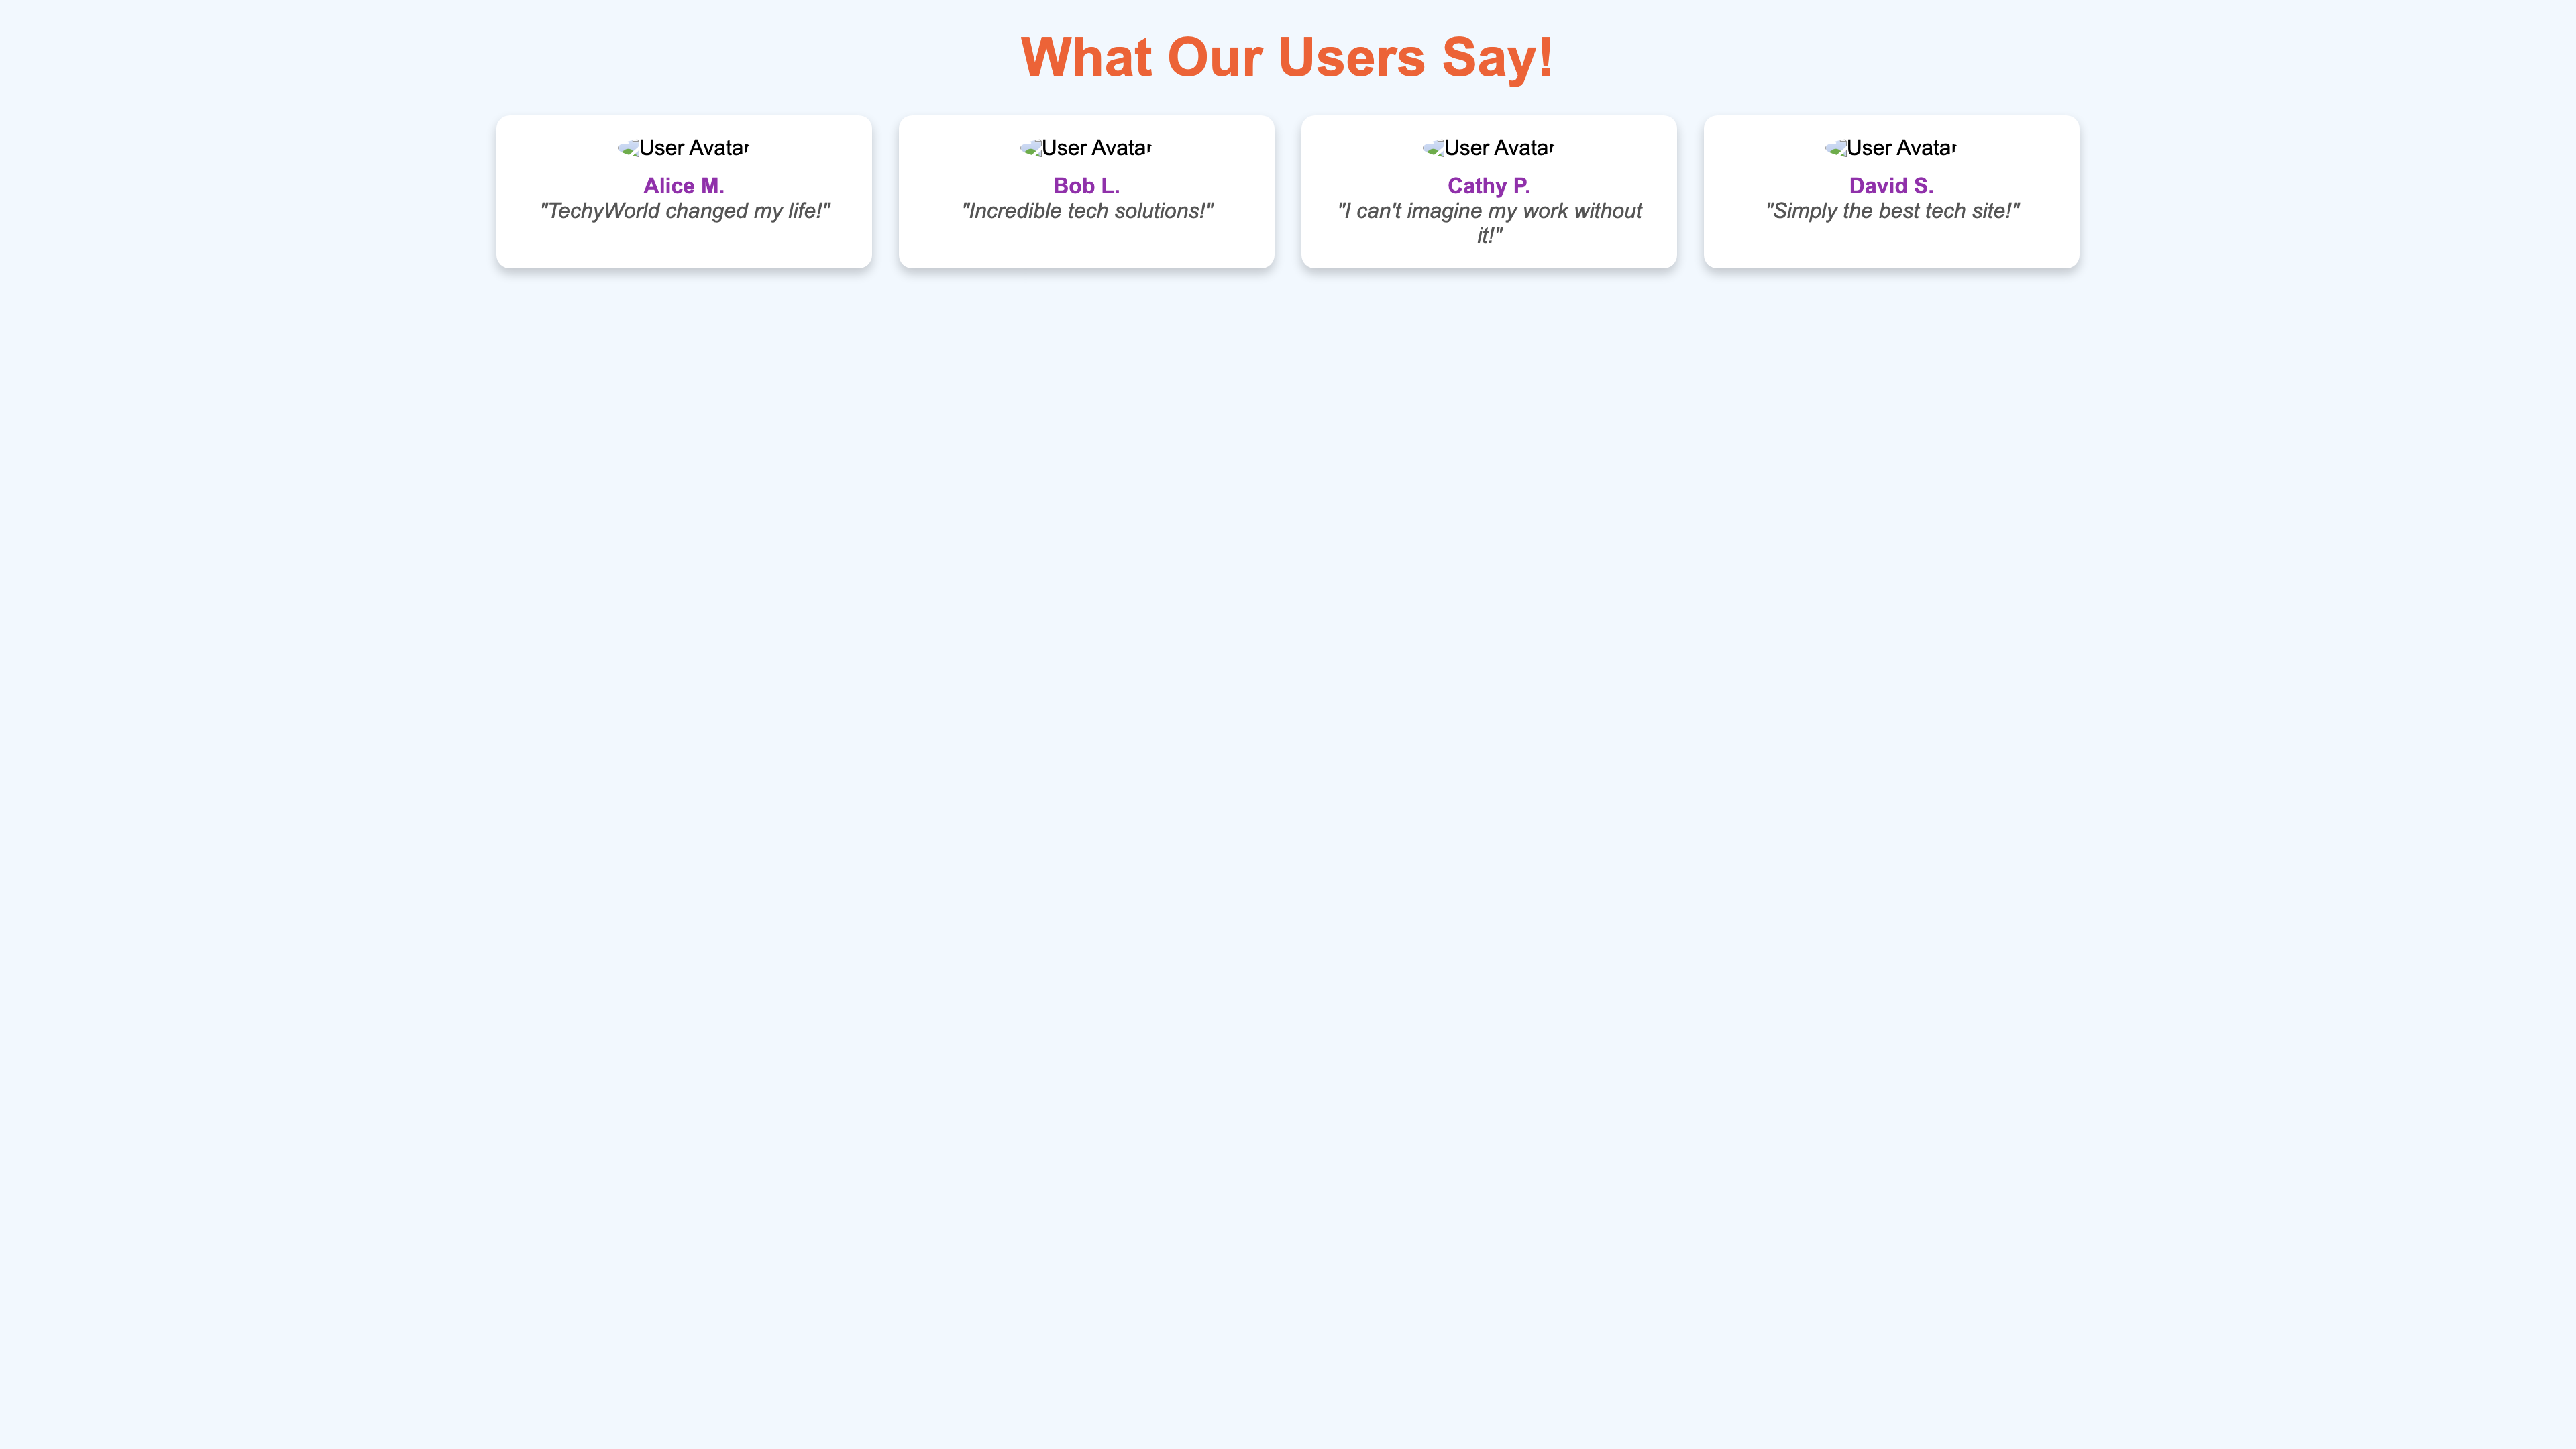 What Our Users Say!
User Avatar
Alice M.
"TechyWorld changed my life!"
User Avatar
Bob L.
"Incredible tech solutions!"
User Avatar
Cathy P.
"I can't imagine my work without
it!"
User Avatar
David S.
"Simply the best tech site!"